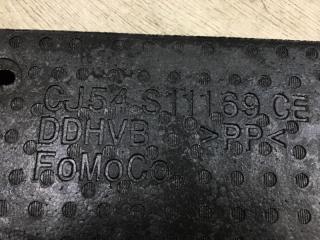 CJ54 S11169 CE
DDHVB >PP<
FoMoCo